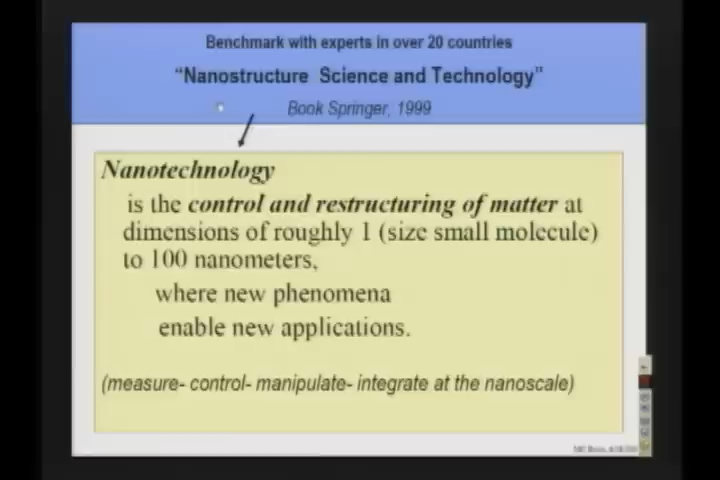 Benchmark with experts in over 20 countries
"Nanostructure Science and Technology"
Book Springer, 1999
Nanotechnology
is the control and restructuring of matter at
dimensions of roughly 1 (size small molecule)
to 100 nanometers,
where new phenomena
enable new applications.
(measure- control- manipulate- integrate at the nanoscale)